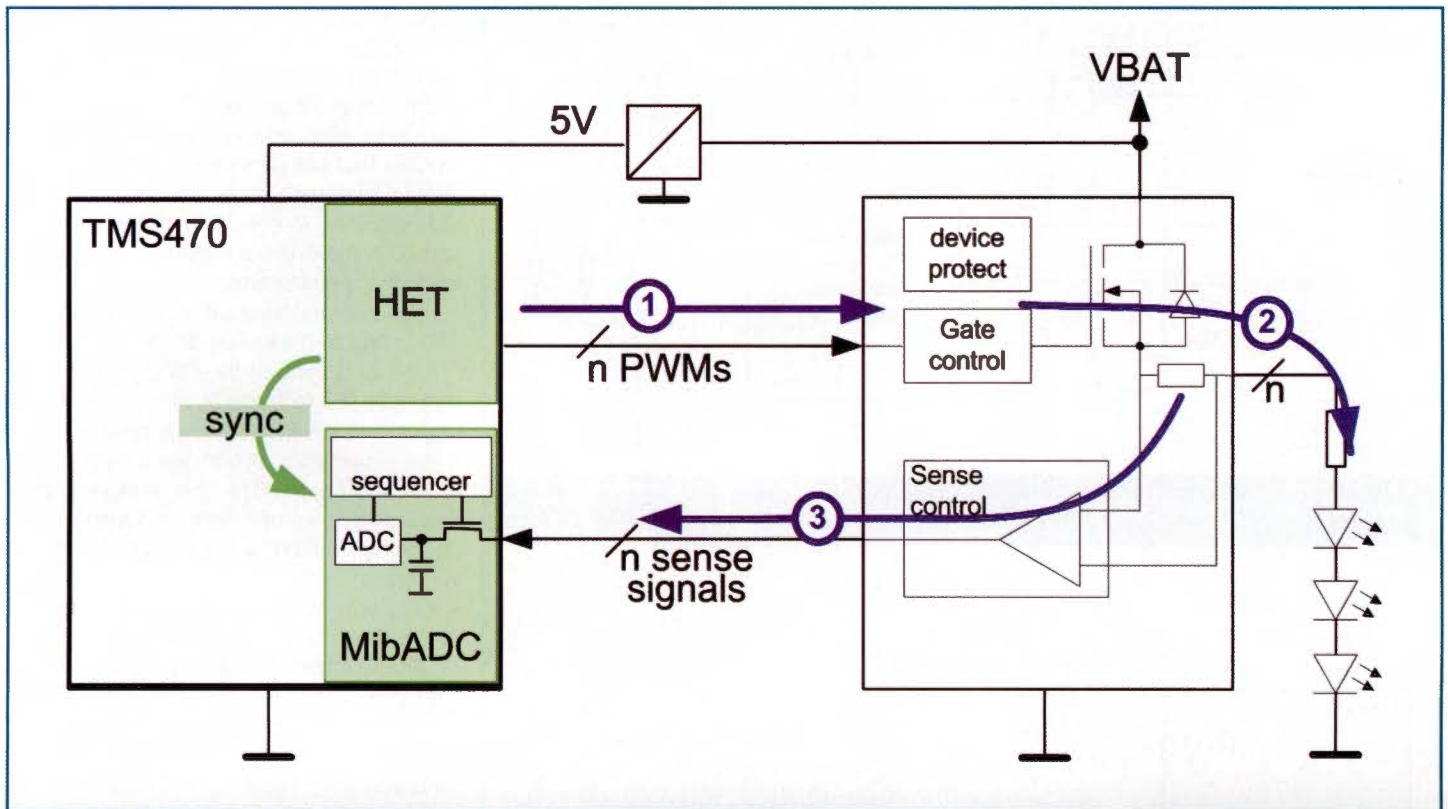 VBAT
5V
TMS470
HET
device
protect
1
2
Gate
control
n PWMs
n
sync
sequencer
Sense
control
ADC
3
n sense
signals
MibADC